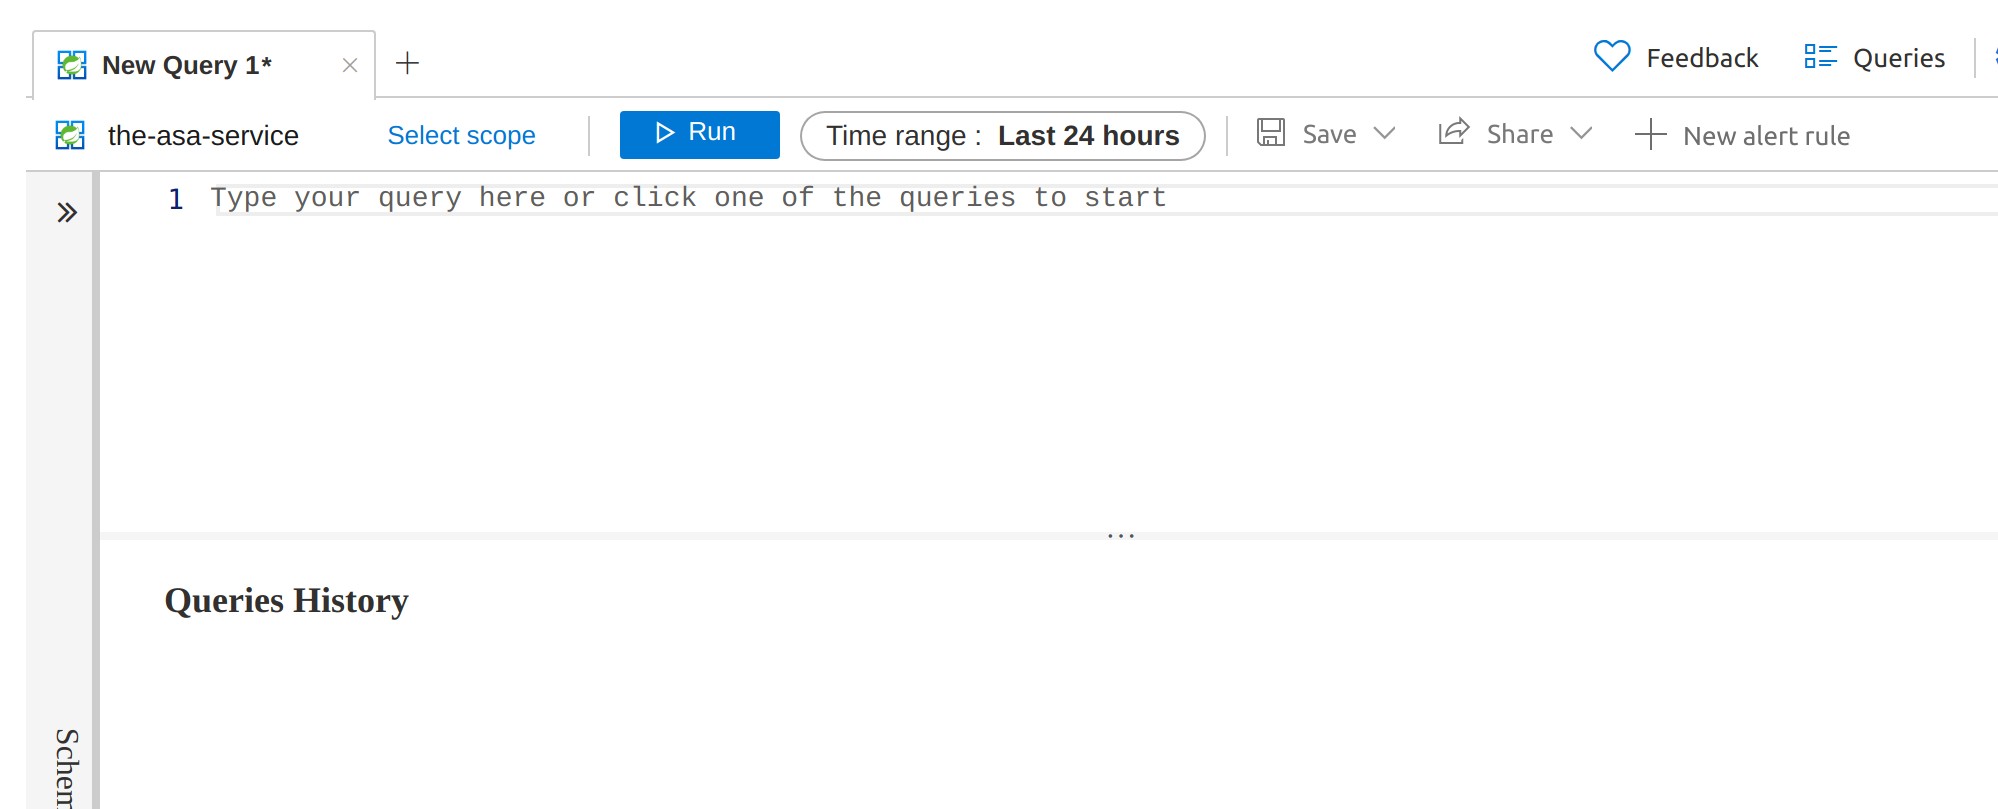 New Query 1*
Feedback
Queries
the-asa-service
Select scope
Run
Time range : Last 24 hours
Save
Share
New alert rule
1
Type your query here or click one of the queries to start
Queries History
Schem